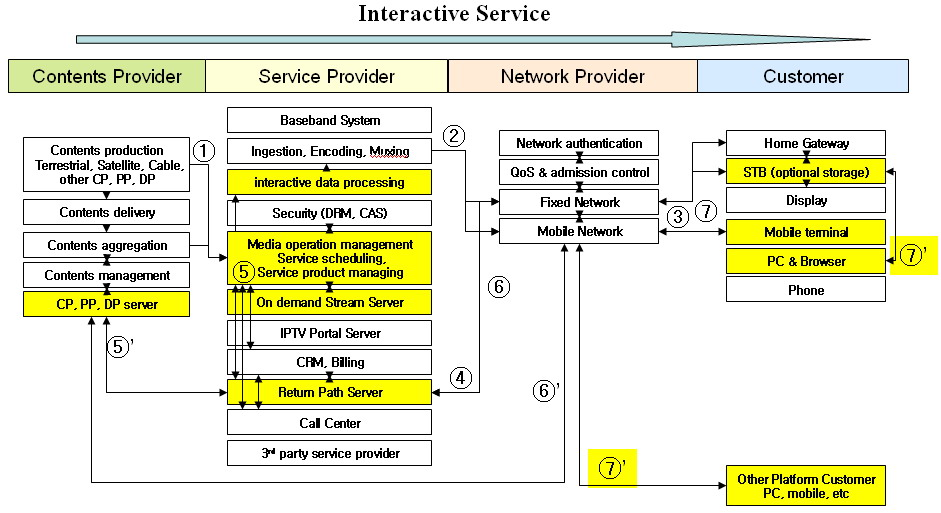 Interactive Service
Contents Provider
Service Provider
Network Provider
Customer
Contents production
Terrestrial, Satellite, Cable,
other CP, PP, DP
Contents delivery
Contents aggregation
Contents management
CP, PP, DP server
①
⑤’
Baseband System
Ingestion, Encoding, Muxing
interactive data processing
Security (DRM, CAS)
Media operation management
Service scheduling,
Service product managing
⑤
On demand Stream Server
IPTV Portal Server
CRM, Billing
Return Path Server
Call Center
3rd party service provider
②
④
⑥
⑥’
Network authentication
QoS & admission control
Fixed Network
Mobile Network
③
⑦
⑦’
Home Gateway
STB (optional storage)
Display
Mobile terminal
PC & Browser
Phone
⑦’
Other Platform Customer
PC, mobile, etc